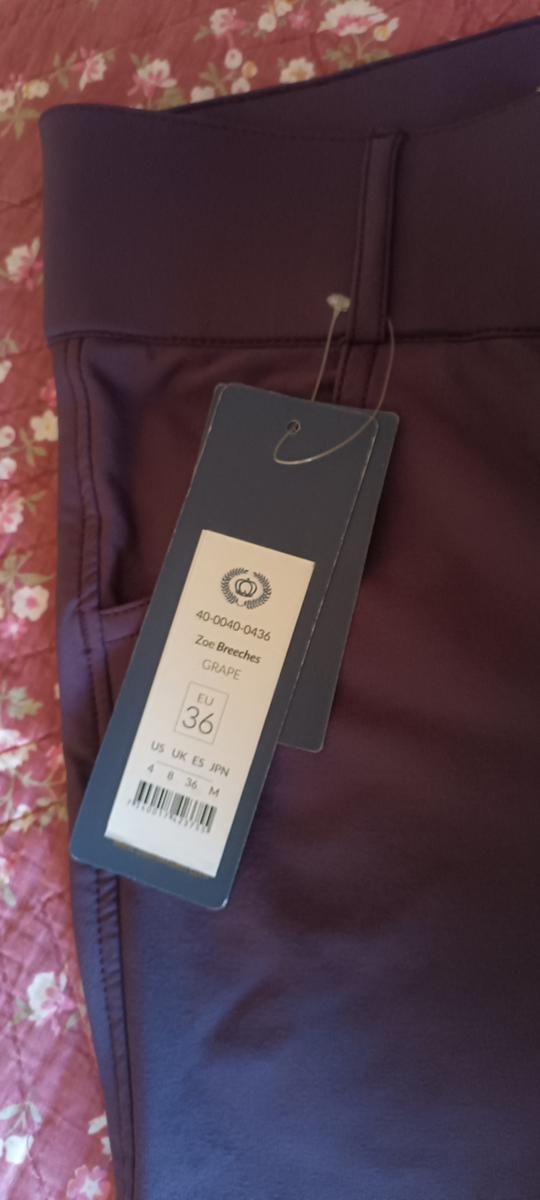 40-0040-0436
Zoe Breeches
GRAPE
EU
36
US UK ES JPN
4 8 36 M